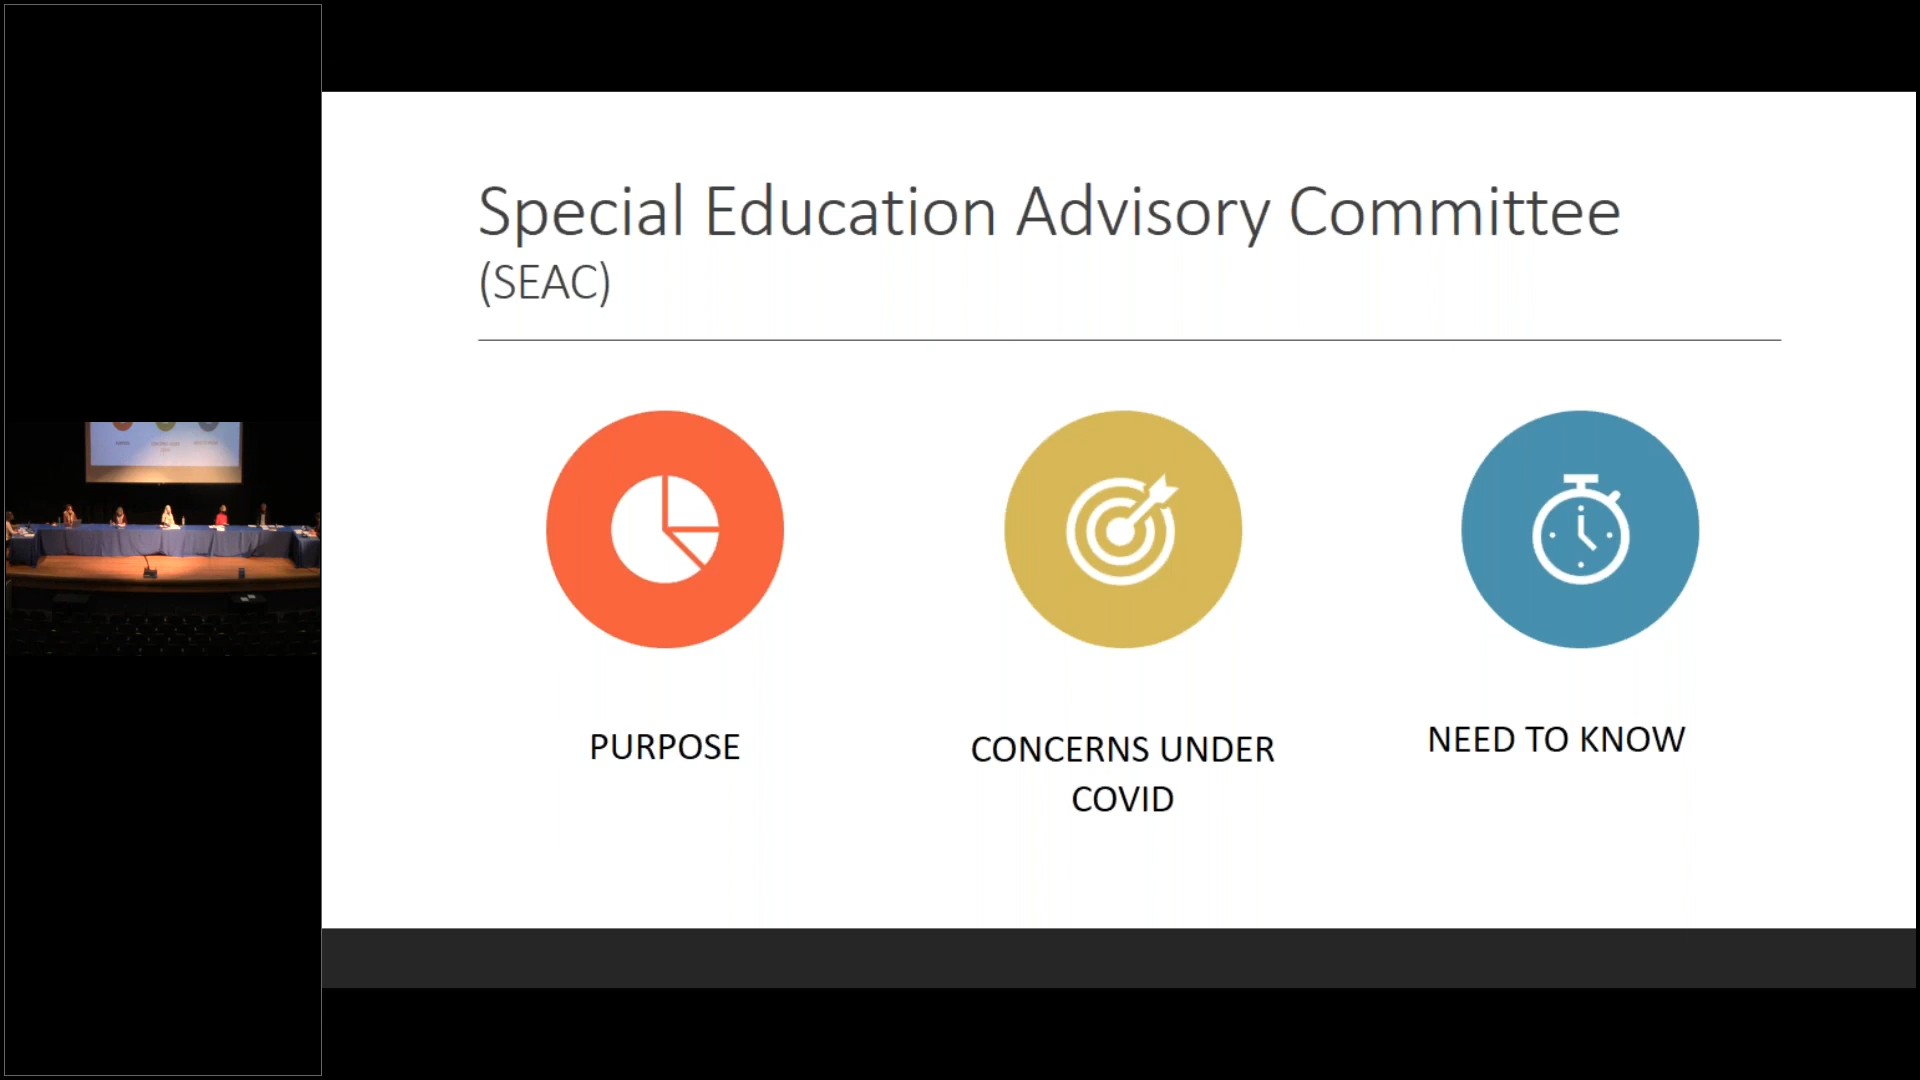 Special Education Advisory Committee
(SEAC)
PURPOSE
CONCERNS UNDER
COVID
NEED TO KNOW